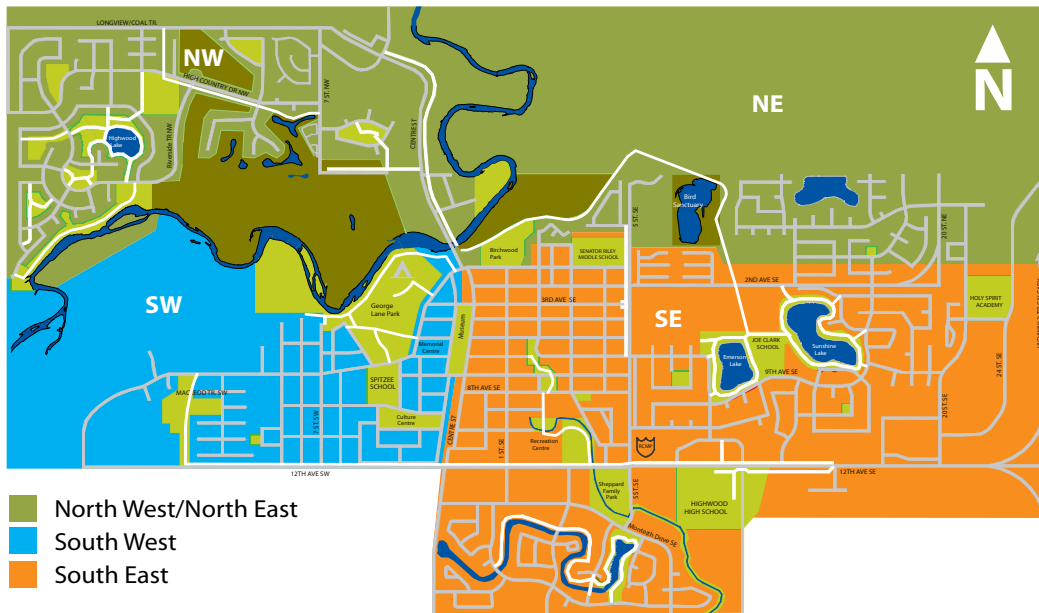 LONGVIEW/COAL TR.
NW
HIGH COUNTRY DR NW
7 ST. NW
CENTRE ST
NE
N
Highwood
Lake
Riverside TR NW
Bird
Sanctuary
5 ST. SE
20 ST. NE
Birchwood
Park
SENATOR RILEY
MIDDLE SCHOOL
2ND AVE SE
SW
George
Lane Park
3RD AVE SE
SE
HOLY SPIRIT
ACADEMY
Museum
Memorial
Centre
Emerson
Lake
JOE CLARK
SCHOOL
Sunshine
Lake
9TH AVE SE
24 ST. SE
SPITZEE
SCHOOL
8TH AVE SE
MACLEOD TR. SW
7 ST. SW
Culture
Centre
CENTRE ST
1 ST. SE
Recreation
Centre
RCMP
20 ST. SE
12TH AVE SW
12TH AVE SE
Sheppard
Family
Park
5 ST. SE
HIGHWOOD
HIGH SCHOOL
Monteith Drive SE
North West/North East
South West
South East